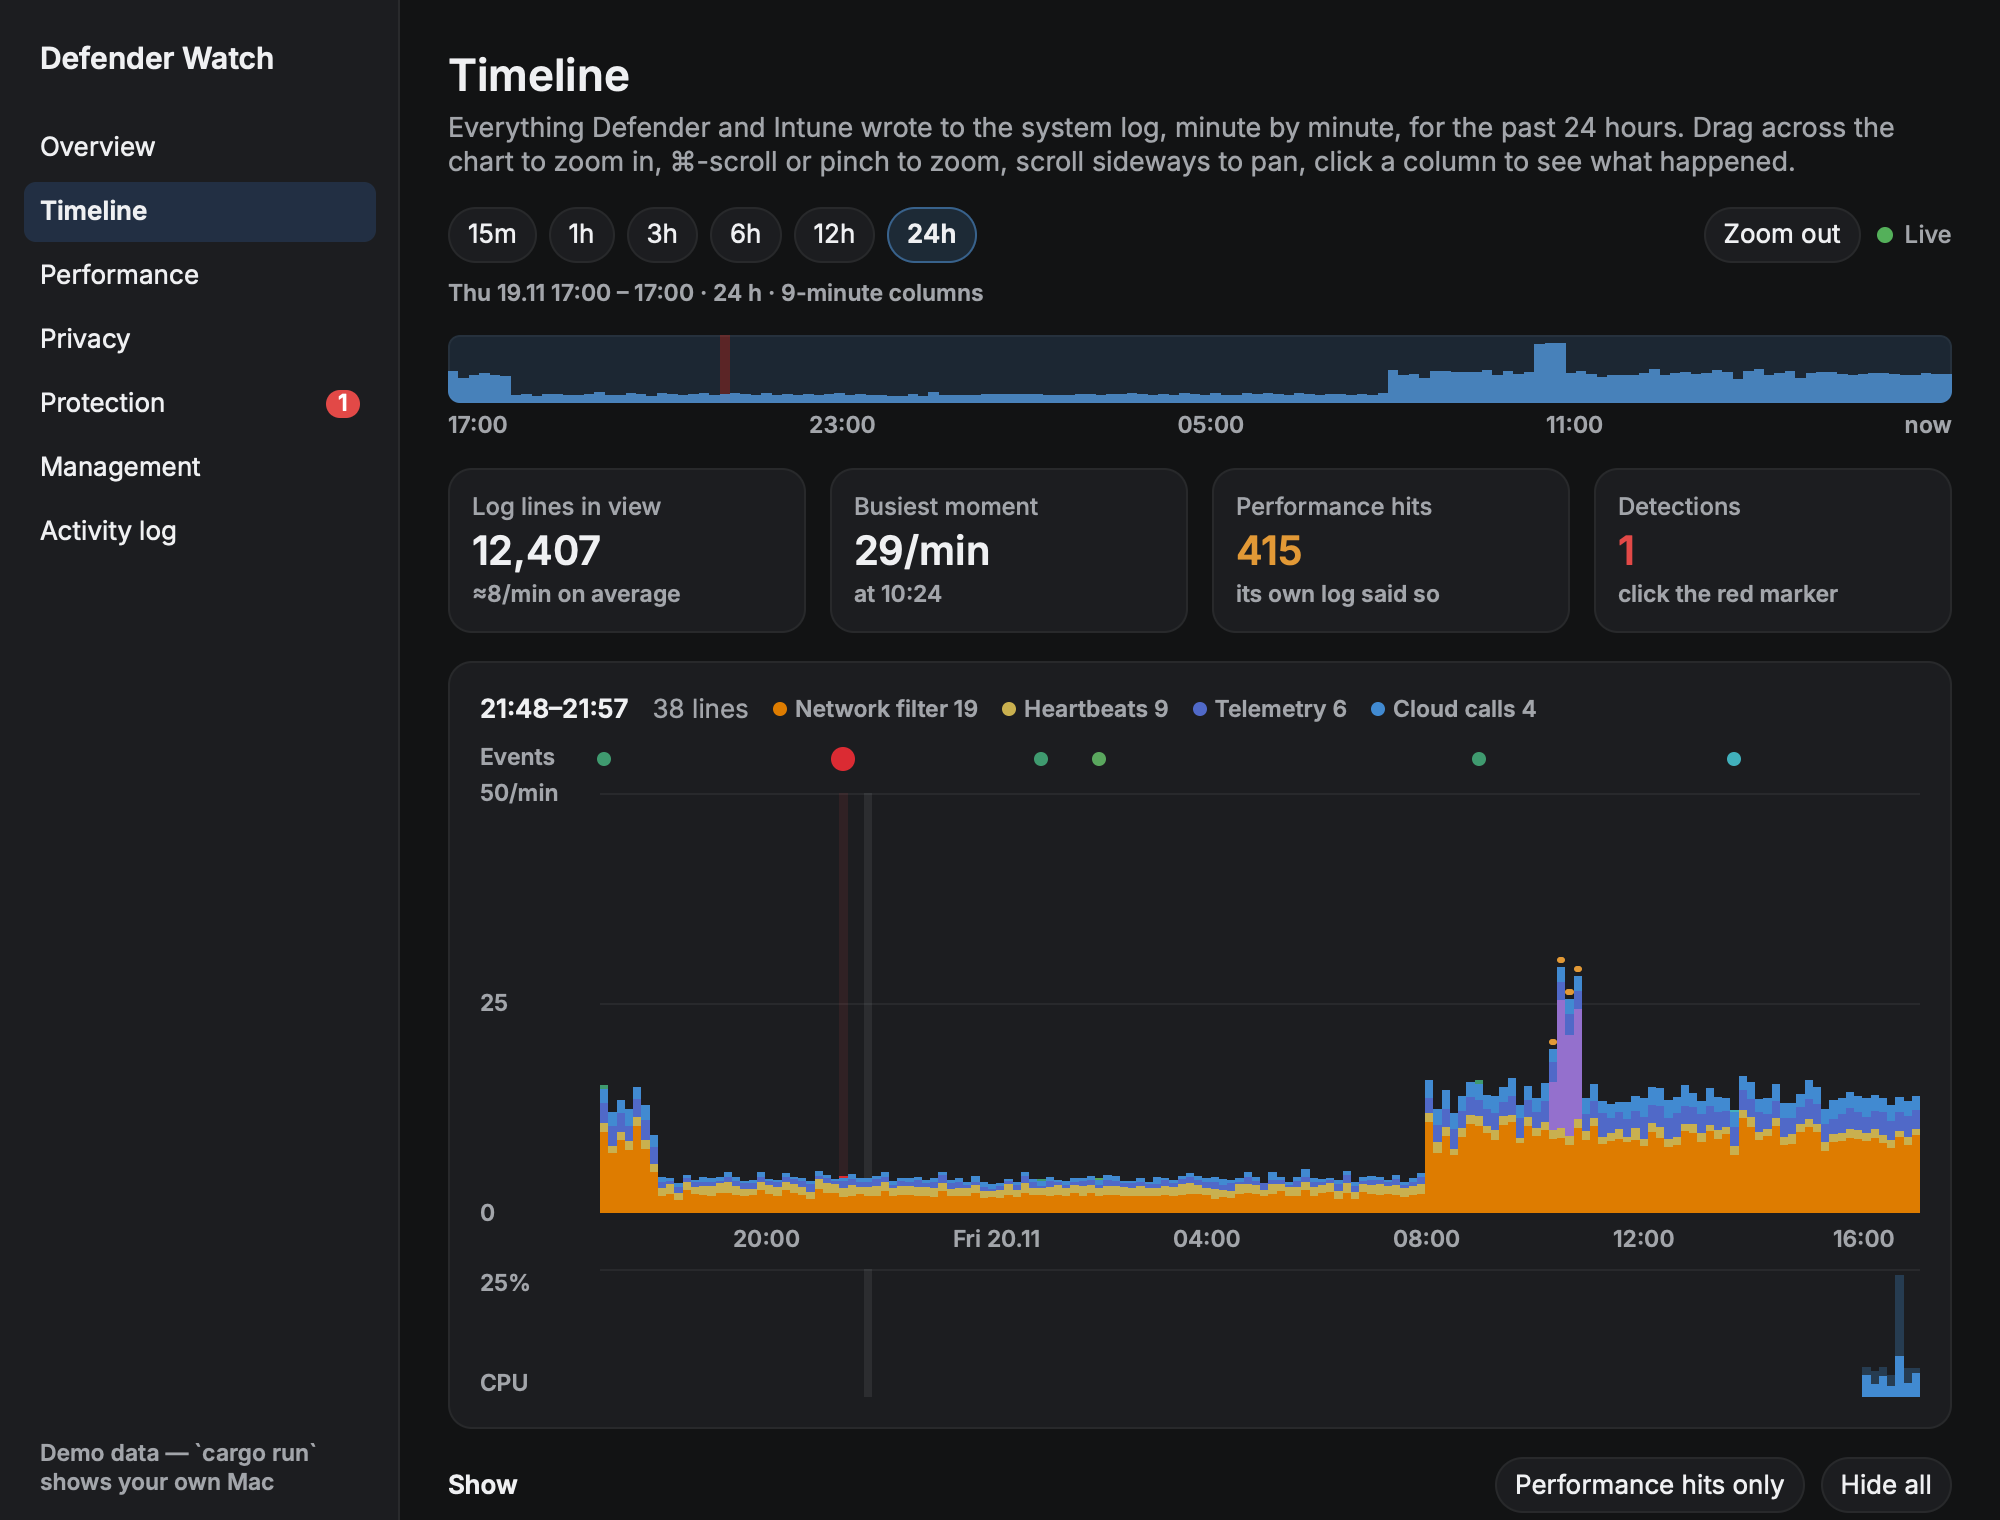 Defender Watch
Overview
Timeline
Performance
Privacy
Protection 1
Management
Activity log
Demo data — `cargo run`
shows your own Mac
Timeline
Everything Defender and Intune wrote to the system log, minute by minute, for the past 24 hours. Drag across the
chart to zoom in, ⌘-scroll or pinch to zoom, scroll sideways to pan, click a column to see what happened.
15m 1h 3h 6h 12h 24h Zoom out Live
Thu 19.11 17:00 – 17:00 · 24 h · 9-minute columns
17:00 23:00 05:00 11:00 now
Log lines in view
12,407
≈8/min on average
Busiest moment
29/min
at 10:24
Performance hits
415
its own log said so
Detections
1
click the red marker
21:48–21:57 38 lines Network filter 19 Heartbeats 9 Telemetry 6 Cloud calls 4
Events
50/min
25
0
20:00 Fri 20.11 04:00 08:00 12:00 16:00
25%
CPU
Show Performance hits only Hide all